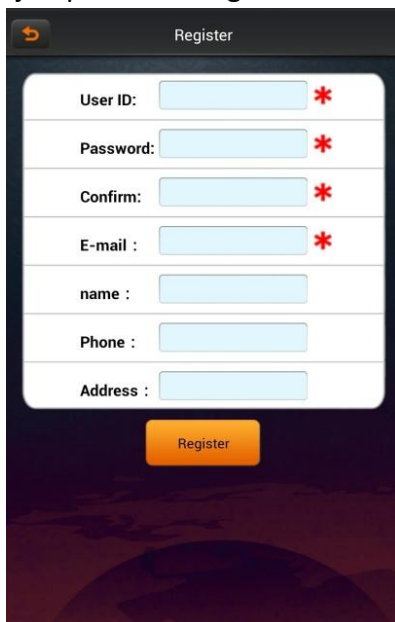 Register
User ID: *
Password: *
Confirm: *
E-mail : *
name :
Phone :
Address :
Register